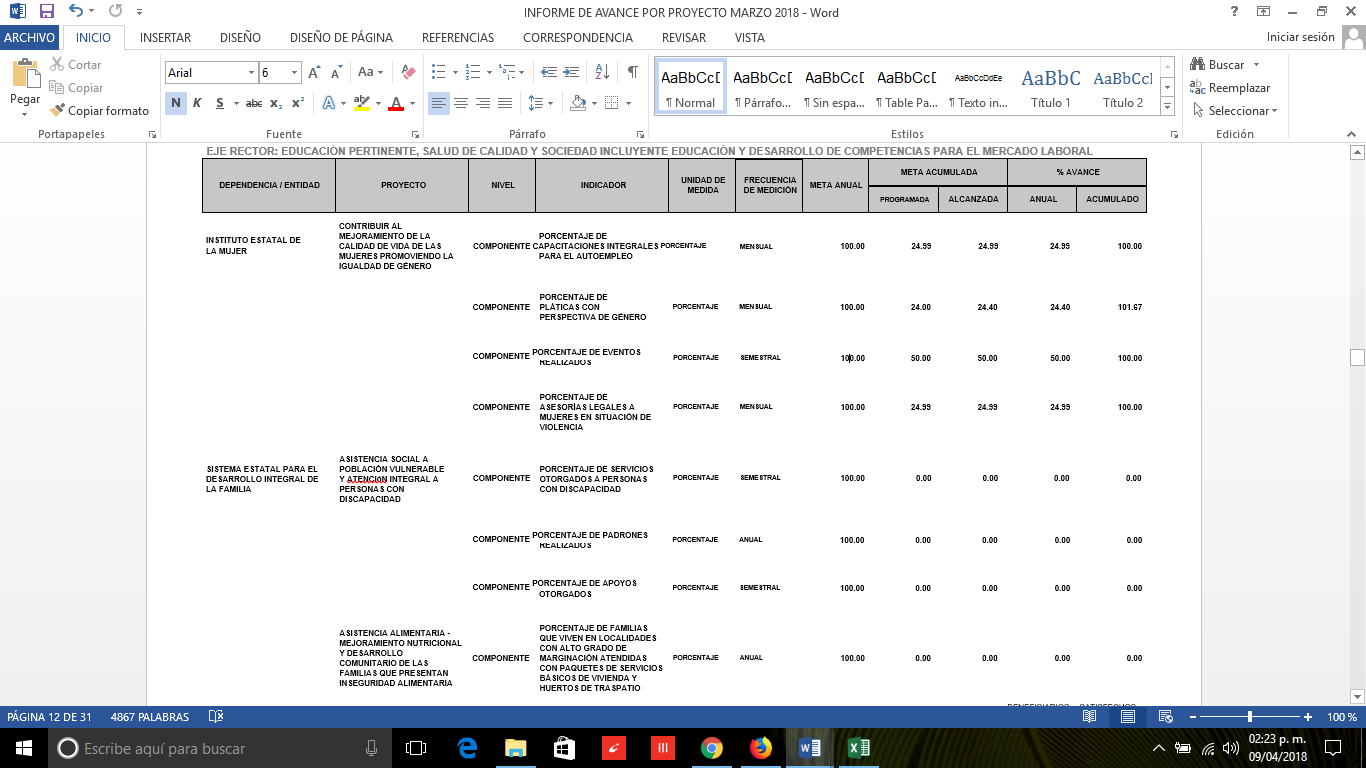 INFORME DE AVANCE POR PROYECTO MARZO 2018 - Word
ARCHIVO INICIO INSERTAR DISEÑO DISEÑO DE PÁGINA REFERENCIAS CORRESPONDENCIA REVISAR VISTA Iniciar sesión
Pegar
Cortar
Copiar
Copiar formato
Portapapeles
Arial 6
N K S abc x₂ x²
Fuente
Párrafo
AaBbCcD AaBbCcD AaBbCcD AaBbCcD AaBbCcDdEe AaBbC AaBbCcI
¶ Normal ¶ Párrafo... ¶ Sin espa... ¶ Table Pa... ¶ Texto in... Título 1 Título 2
Estilos
Buscar
Reemplazar
Seleccionar
Edición
EJE RECTOR: EDUCACIÓN PERTINENTE, SALUD DE CALIDAD Y SOCIEDAD INCLUYENTE EDUCACIÓN Y DESARROLLO DE COMPETENCIAS PARA EL MERCADO LABORAL
DEPENDENCIA / ENTIDAD
PROYECTO
NIVEL
INDICADOR
UNIDAD DE
MEDIDA
FRECUENCIA
DE MEDICIÓN
META ANUAL
META ACUMULADA
PROGRAMADA ALCANZADA
% AVANCE
ANUAL ACUMULADO
INSTITUTO ESTATAL DE
LA MUJER
CONTRIBUIR AL
MEJORAMIENTO DE LA
CALIDAD DE VIDA DE LAS
MUJERES PROMOVIENDO LA
IGUALDAD DE GÉNERO
COMPONENTE
PORCENTAJE DE
CAPACITACIONES INTEGRALES
PARA EL AUTOEMPLEO
PORCENTAJE MENSUAL 100.00 24.99 24.99 24.99 100.00
COMPONENTE
PORCENTAJE DE
PLÁTICAS CON
PERSPECTIVA DE GÉNERO
PORCENTAJE MENSUAL 100.00 24.00 24.40 24.40 101.67
COMPONENTE
PORCENTAJE DE EVENTOS
REALIZADOS
PORCENTAJE SEMESTRAL 100.00 50.00 50.00 50.00 100.00
COMPONENTE
PORCENTAJE DE
ASESORÍAS LEGALES A
MUJERES EN SITUACIÓN DE
VIOLENCIA
PORCENTAJE MENSUAL 100.00 24.99 24.99 24.99 100.00
SISTEMA ESTATAL PARA EL
DESARROLLO INTEGRAL DE
LA FAMILIA
ASISTENCIA SOCIAL A
POBLACIÓN VULNERABLE
Y ATENCIóN INTEGRAL A
PERSONAS CON
DISCAPACIDAD
COMPONENTE
PORCENTAJE DE SERVICIOS
OTORGADOS A PERSONAS
CON DISCAPACIDAD
PORCENTAJE SEMESTRAL 100.00 0.00 0.00 0.00 0.00
COMPONENTE
PORCENTAJE DE PADRONES
REALIZADOS
PORCENTAJE ANUAL 100.00 0.00 0.00 0.00 0.00
COMPONENTE
PORCENTAJE DE APOYOS
OTORGADOS
PORCENTAJE SEMESTRAL 100.00 0.00 0.00 0.00 0.00
ASISTENCIA ALIMENTARIA -
MEJORAMIENTO NUTRICIONAL
Y DESARROLLO
COMUNITARIO DE LAS
FAMILIAS QUE PRESENTAN
INSEGURIDAD ALIMENTARIA
COMPONENTE
PORCENTAJE DE FAMILIAS
QUE VIVEN EN LOCALIDADES
CON ALTO GRADO DE
MARGINACIÓN ATENDIDAS
CON PAQUETES DE SERVICIOS
BÁSICOS DE VIVIENDA Y
HUERTOS DE TRASPATIO
PORCENTAJE ANUAL 100.00 0.00 0.00 0.00 0.00
PÁGINA 12 DE 31 4867 PALABRAS 100 %
Escribe aquí para buscar
02:23 p. m.
09/04/2018